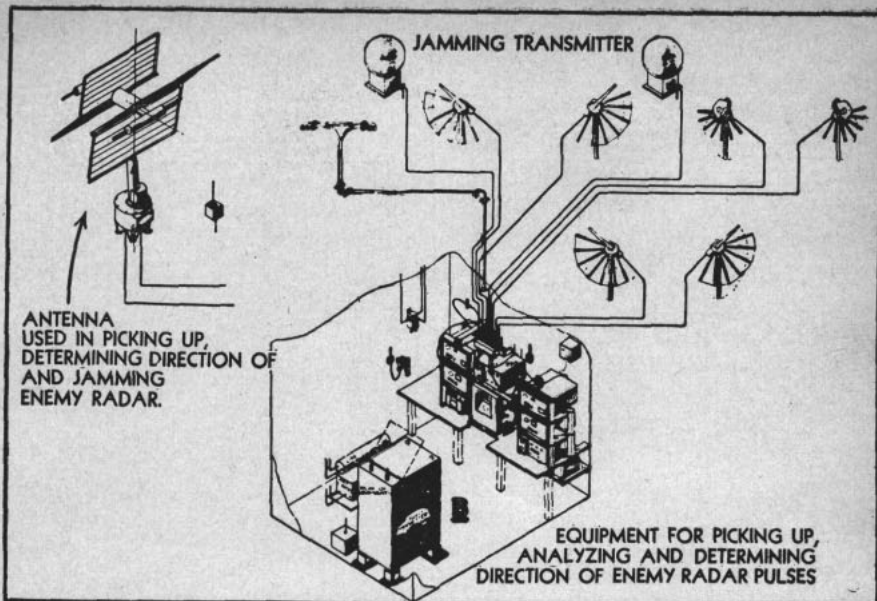 JAMMING TRANSMITTER
ANTENNA
USED IN PICKING UP,
DETERMINING DIRECTION OF
AND JAMMING
ENEMY RADAR.
EQUIPMENT FOR PICKING UP,
ANALYZING AND DETERMINING
DIRECTION OF ENEMY RADAR PULSES